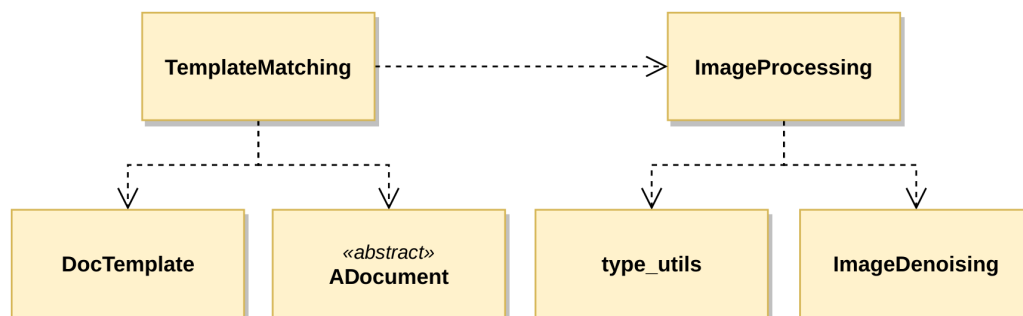 TemplateMatching
ImageProcessing
DocTemplate
«abstract»
ADocument
type_utils
ImageDenoising